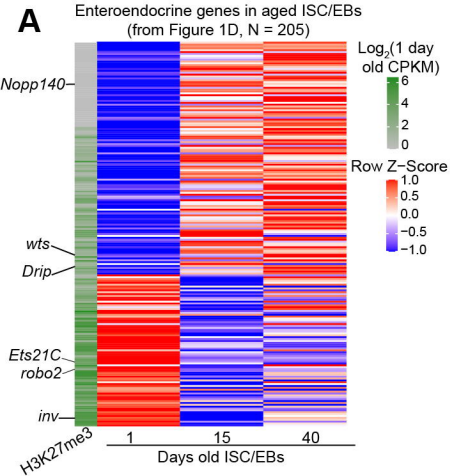 A
Enteroendocrine genes in aged ISC/EBs
(from Figure 1D, N = 205)
Log2(1 day
old CPKM)
6
4
2
0
Row Z−Score
1.0
0.5
0.0
−0.5
−1.0
Nopp140
wts
Drip
Ets21C
robo2
inv
H3K27me3
1 15 40
Days old ISC/EBs